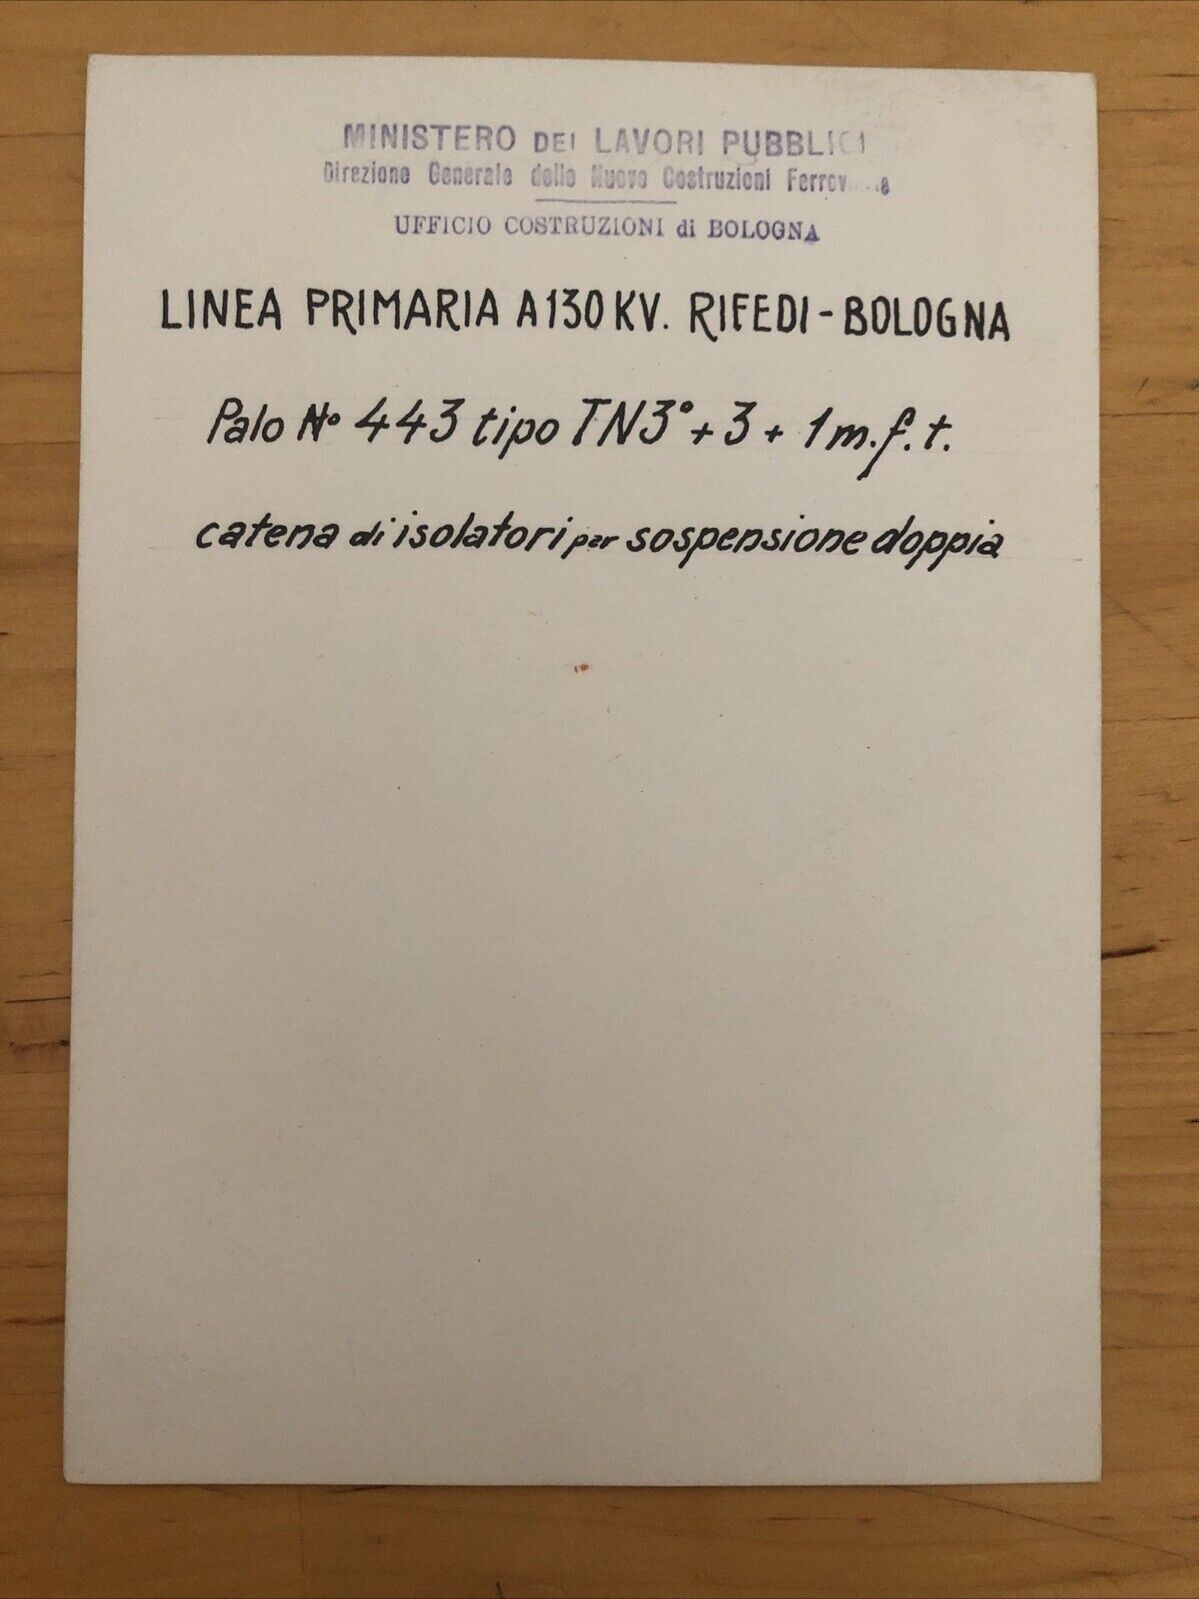 MINISTERO DEI LAVORI PUBBLICI
Direzione Generale delle Nuove Costruzioni
UFFICIO COSTRUZIONI di BOLOGNA
LINEA PRIMARIA A 130 KV. RIFEDI - BOLOGNA
Palo N° 443 tipo TN3° + 3 + 1 m.f.t.
catena di isolatori per sospensione doppia